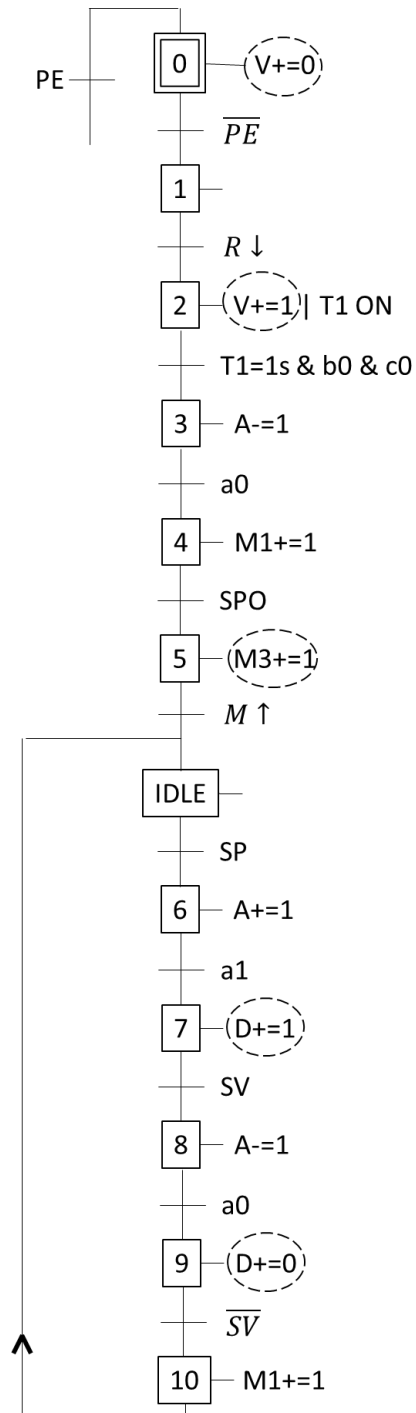 0 V+=0
PE
P̅E̅
1
R ↓
2 V+=1 | T1 ON
T1=1s & b0 & c0
3 A-=1
a0
4 M1+=1
SPO
5 M3+=1
M ↑
IDLE
SP
6 A+=1
a1
7 D+=1
SV
8 A-=1
a0
9 D+=0
S̅V̅
10 M1+=1